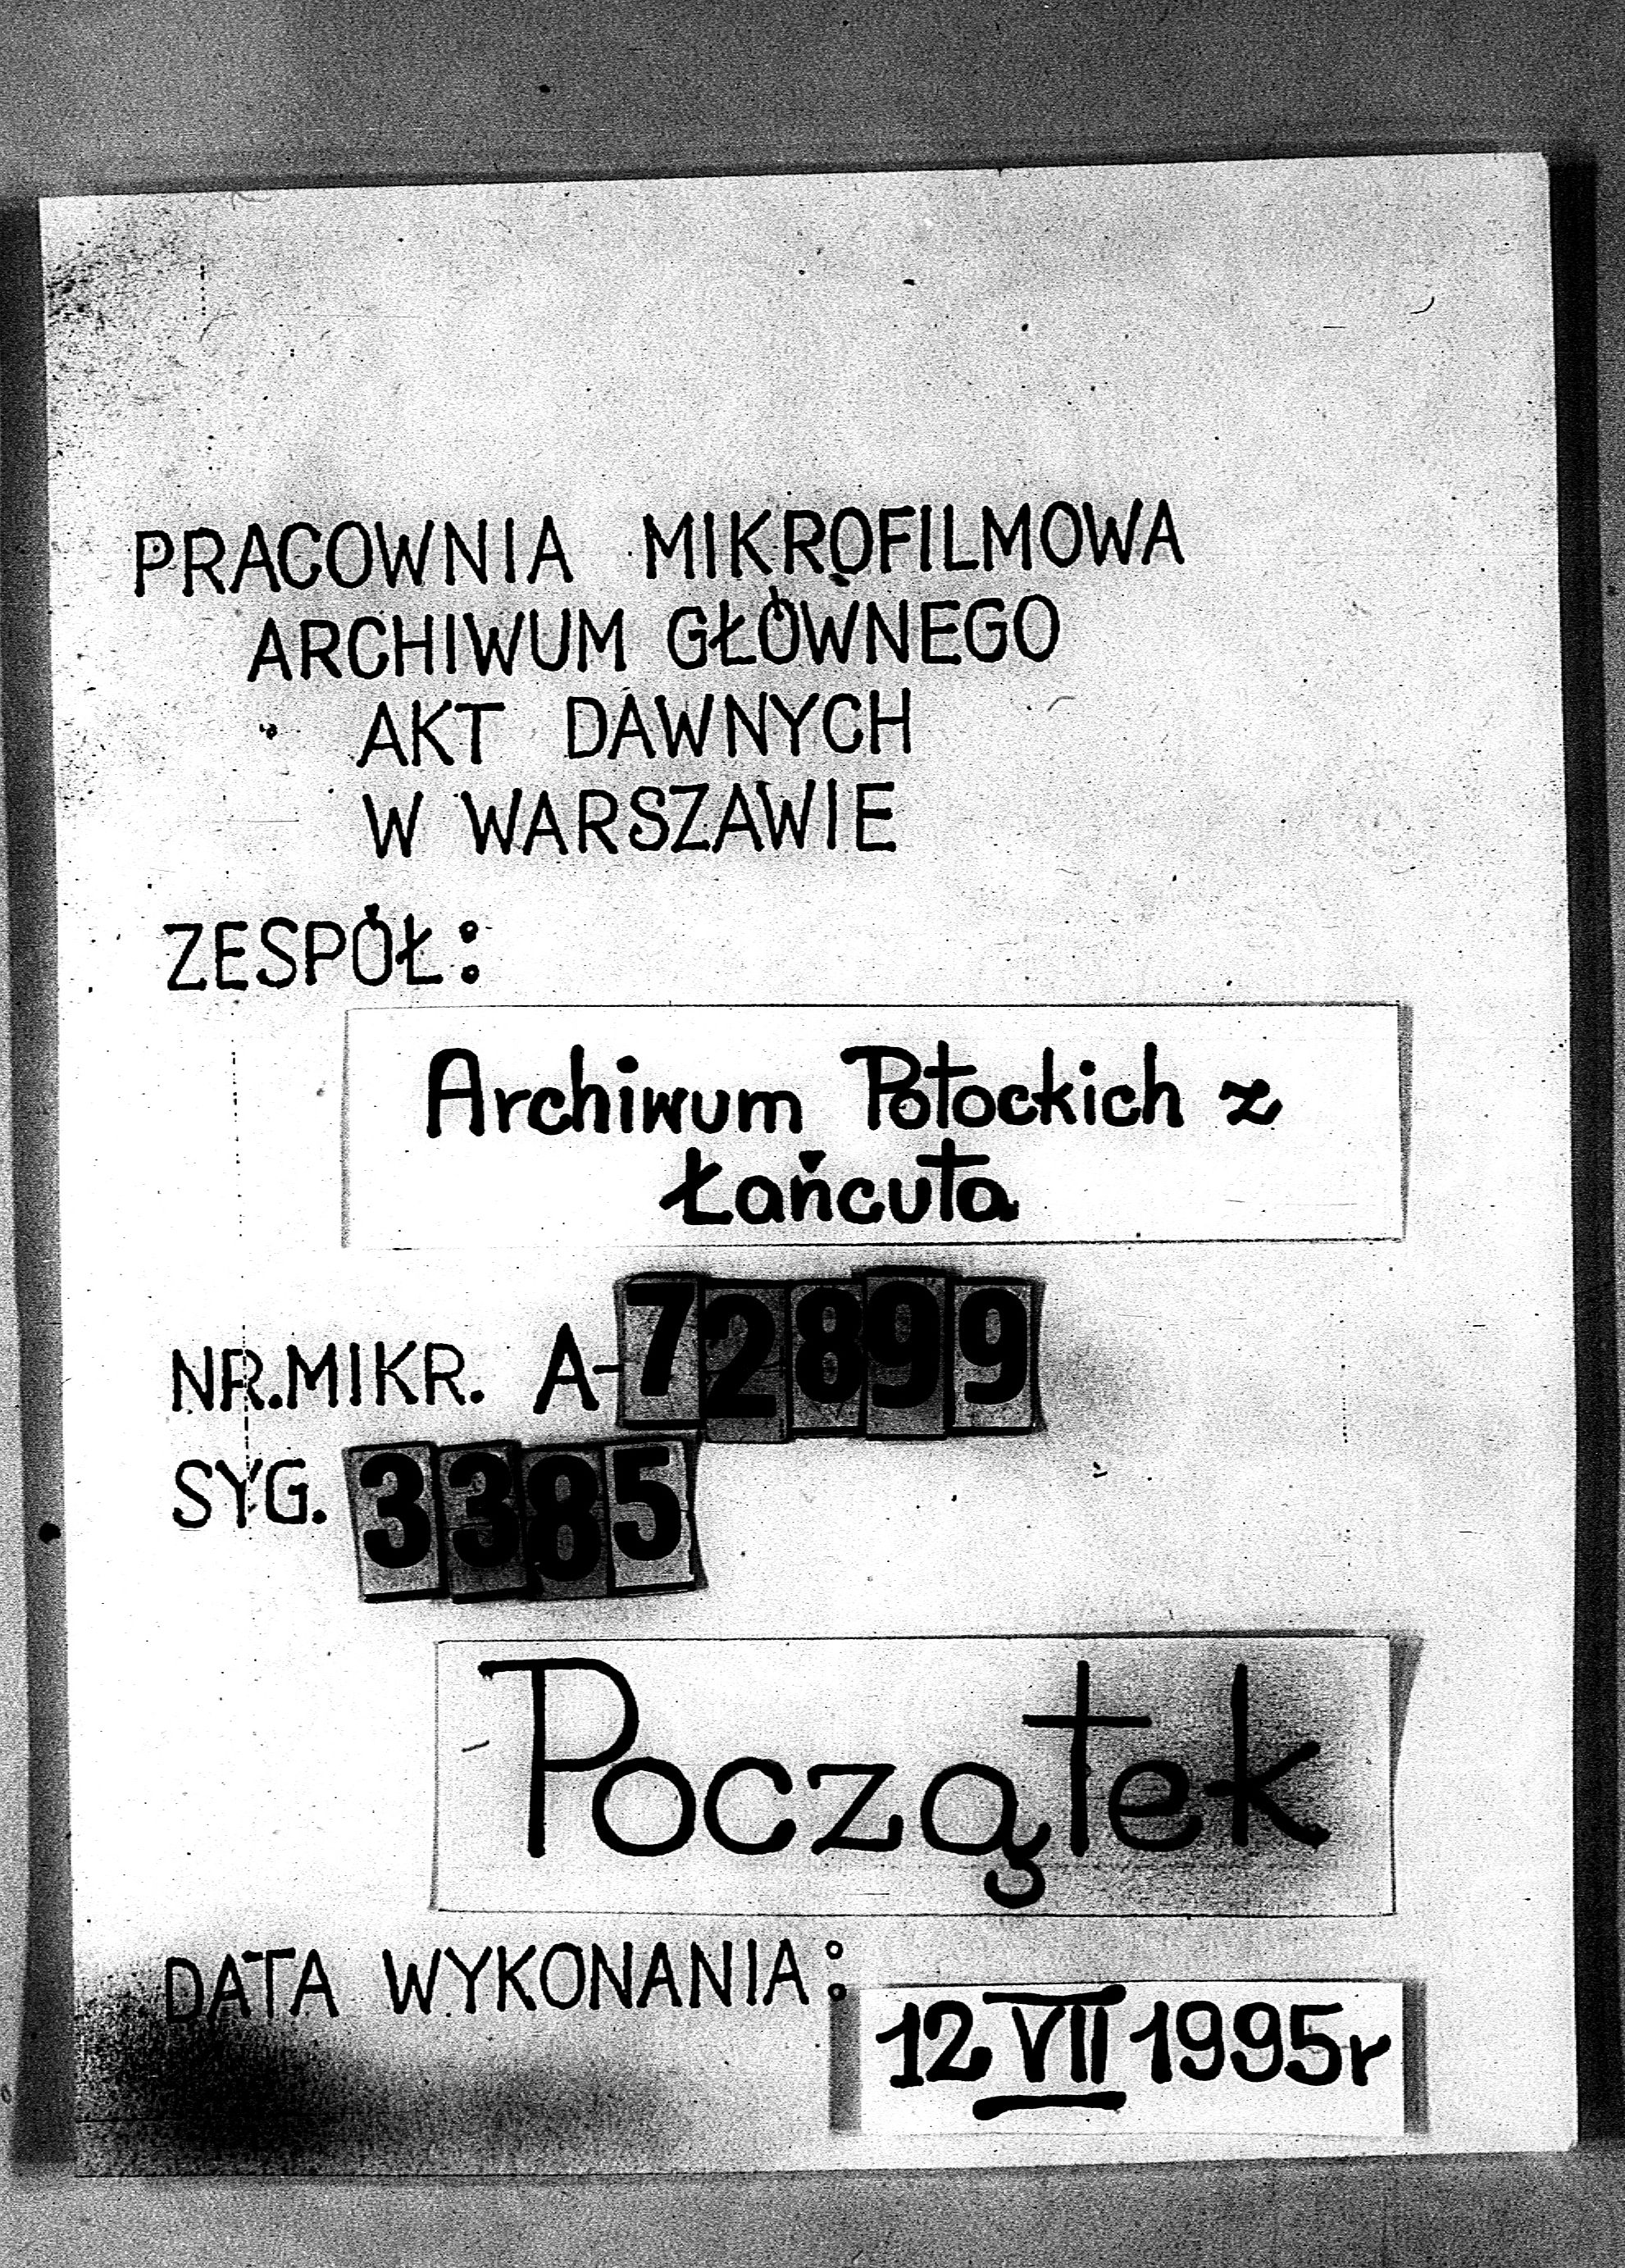 PRACOWNIA MIKROFILMOWA
ARCHIWUM GŁÓWNEGO
AKT DAWNYCH
W WARSZAWIE
ZESPÓŁ:
Archiwum Potockich z
Łańcuta
NR.MIKR. A-72899
SYG. 3385
Początek
DATA WYKONANIA:
12 VII 1995r